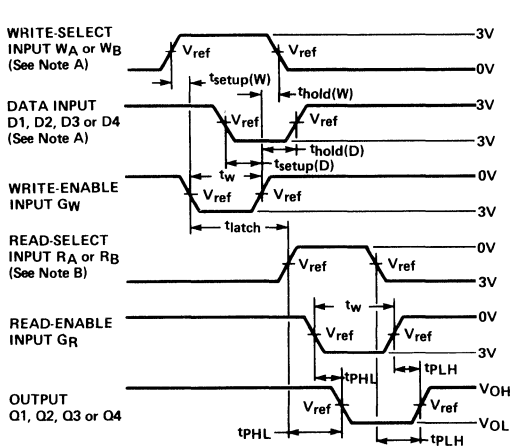 WRITE-SELECT
INPUT WA or WB
(See Note A)
Vref
Vref
3V
0V
tsetup(W)
thold(W)
DATA INPUT
D1, D2, D3 or D4
(See Note A)
Vref
Vref
3V
3V
thold(D)
tsetup(D)
tw
WRITE-ENABLE
INPUT GW
Vref
Vref
0V
3V
tlatch
READ-SELECT
INPUT RA or RB
(See Note B)
Vref
Vref
0V
3V
tw
READ-ENABLE
INPUT GR
Vref
Vref
0V
3V
tPHL
tPLH
OUTPUT
Q1, Q2, Q3 or Q4
Vref
Vref
VOH
VOL
tPHL
tPLH